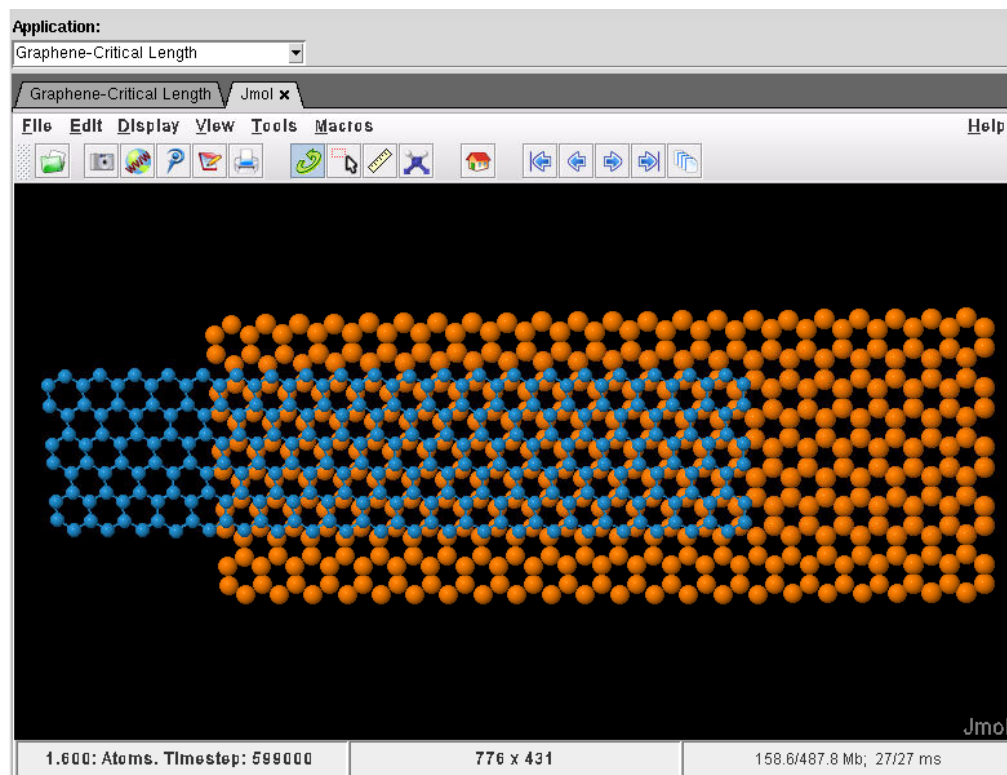 Application:
Graphene-Critical Length
Graphene-Critical Length Jmol x
File Edit Display View Tools Macros Help
Jmol
1.600: Atoms. Timestep: 599000 776 x 431 158.6/487.8 Mb; 27/27 ms